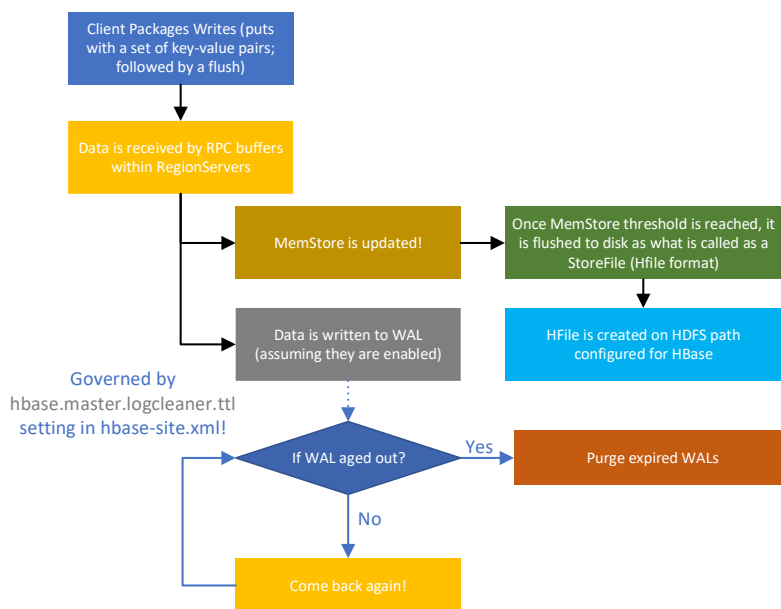 Client Packages Writes (puts
with a set of key-value pairs;
followed by a flush)
Data is received by RPC buffers
within RegionServers
MemStore is updated!
Once MemStore threshold is reached, it
is flushed to disk as what is called as a
StoreFile (Hfile format)
Data is written to WAL
(assuming they are enabled)
HFile is created on HDFS path
configured for HBase
Governed by
hbase.master.logcleaner.ttl
setting in hbase-site.xml!
If WAL aged out?
Yes
Purge expired WALs
No
Come back again!